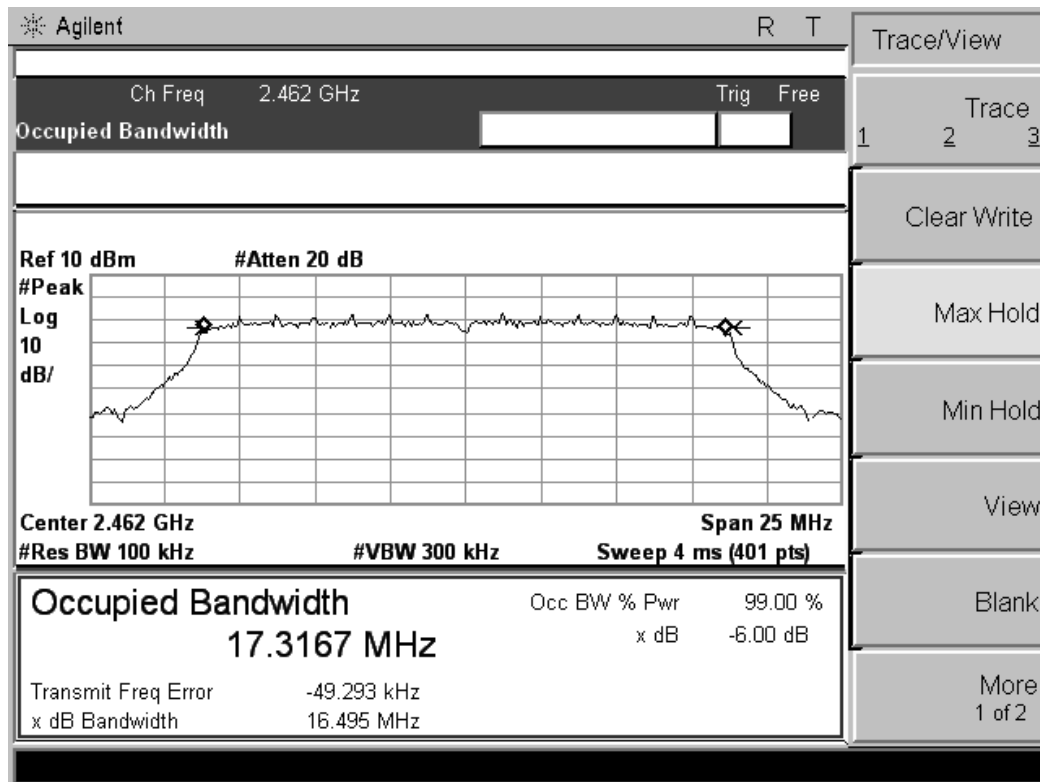 Agilent R T
Trace/View
Ch Freq 2.462 GHz Trig Free
Occupied Bandwidth
Trace
1 2 3
Clear Write
Max Hold
Min Hold
View
Blank
More
1 of 2
Ref 10 dBm #Atten 20 dB
#Peak
Log
10
dB/
Center 2.462 GHz Span 25 MHz
#Res BW 100 kHz #VBW 300 kHz Sweep 4 ms (401 pts)
Occupied Bandwidth
17.3167 MHz
Occ BW % Pwr 99.00 %
x dB -6.00 dB
Transmit Freq Error -49.293 kHz
x dB Bandwidth 16.495 MHz